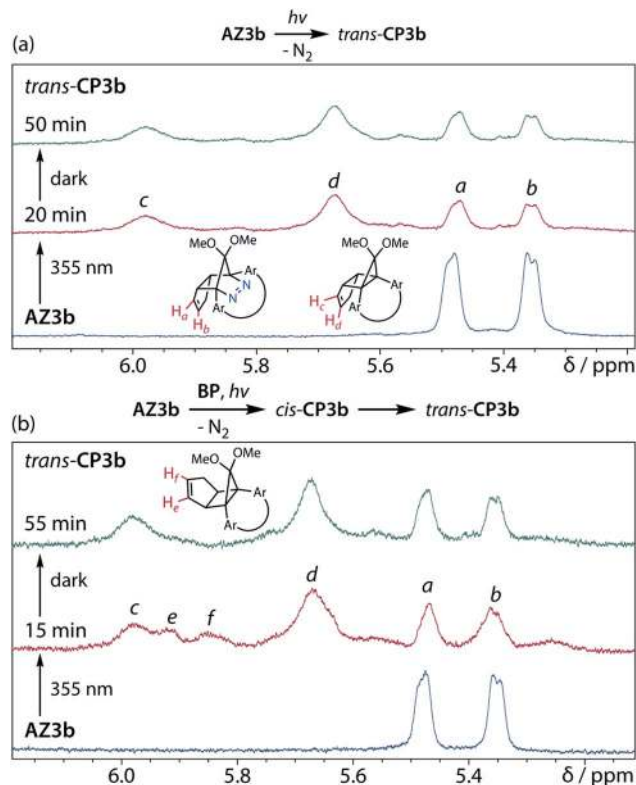 AZ3b hν - N₂ trans-CP3b
(a)
trans-CP3b
50 min
dark
c d a b
20 min
MeO OMe MeO OMe
355 nm
Ar N N Ar Ar Ar
Ha Hb Hc Hd
AZ3b
6.0 5.8 5.6 5.4 δ / ppm
AZ3b BP, hν - N₂ cis-CP3b trans-CP3b
(b)
trans-CP3b
MeO OMe
Hf
He
Ar Ar
55 min
dark
c e f d a b
15 min
355 nm
AZ3b
6.0 5.8 5.6 5.4 δ / ppm